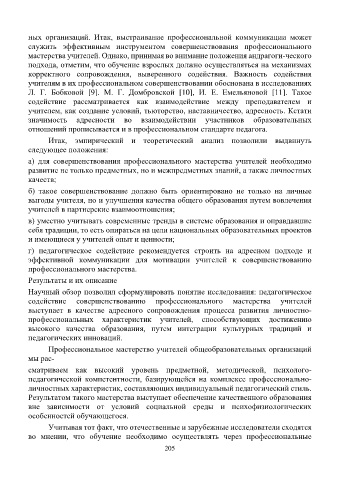 ных организаций. Итак, выстраивание профессиональной коммуникации может
служить эффективным инструментом совершенствования профессионального
мастерства учителей. Однако, принимая во внимание положения андрагоги-ческого
подхода, отметим, что обучение взрослых должно осуществляться на механизмах
корректного сопровождения, выверенного содействия. Важность содействия
учителям в их профессиональном совершенствовании обоснована в исследованиях
Л. Г. Бобковой [9], М. Г. Домбровской [10], И. Е. Емельяновой [11]. Такое
содействие рассматривается как взаимодействие между преподавателем и
учителем, как создание условий, тьюторство, наставничество, адресность. Кстати
значимость адресности во взаимодействии участников образовательных
отношений прописывается и в профессиональном стандарте педагога.
Итак, эмпирический и теоретический анализ позволили выдвинуть
следующее положения:
а) для совершенствования профессионального мастерства учителей необходимо
развитие не только предметных, но и межпредметных знаний, а также личностных
качеств;
б) такое совершенствование должно быть ориентировано не только на личные
выгоды учителя, но и улучшения качества общего образования путем вовлечения
учителей в партнерские взаимоотношения;
в) уместно учитывать современные тренды в системе образования и оправдавшие
себя традиции, то есть опираться на цели национальных образовательных проектов
и имеющиеся у учителей опыт и ценности;
г) педагогическое содействие рекомендуется строить на адресном подходе и
эффективной коммуникации для мотивации учителей к совершенствованию
профессионального мастерства.
Результаты и их описание
Научный обзор позволил сформулировать понятие исследования: педагогическое
содействие совершенствованию профессионального мастерства учителей
выступает в качестве адресного сопровождения процесса развития личностно-
профессиональных характеристик учителей, способствующих достижению
высокого качества образования, путем интеграции культурных традиций и
педагогических инноваций.
Профессиональное мастерство учителей общеобразовательных организаций
мы рас-
сматриваем как высокий уровень предметной, методической, психолого-
педагогической компетентности, базирующейся на комплексе профессионально-
личностных характеристик, составляющих индивидуальный педагогический стиль.
Результатом такого мастерства выступает обеспечение качественного образования
вне зависимости от условий социальной среды и психофизиологических
особенностей обучающегося.
Учитывая тот факт, что отечественные и зарубежные исследователи сходятся
во мнении, что обучение необходимо осуществлять через профессиональные
205